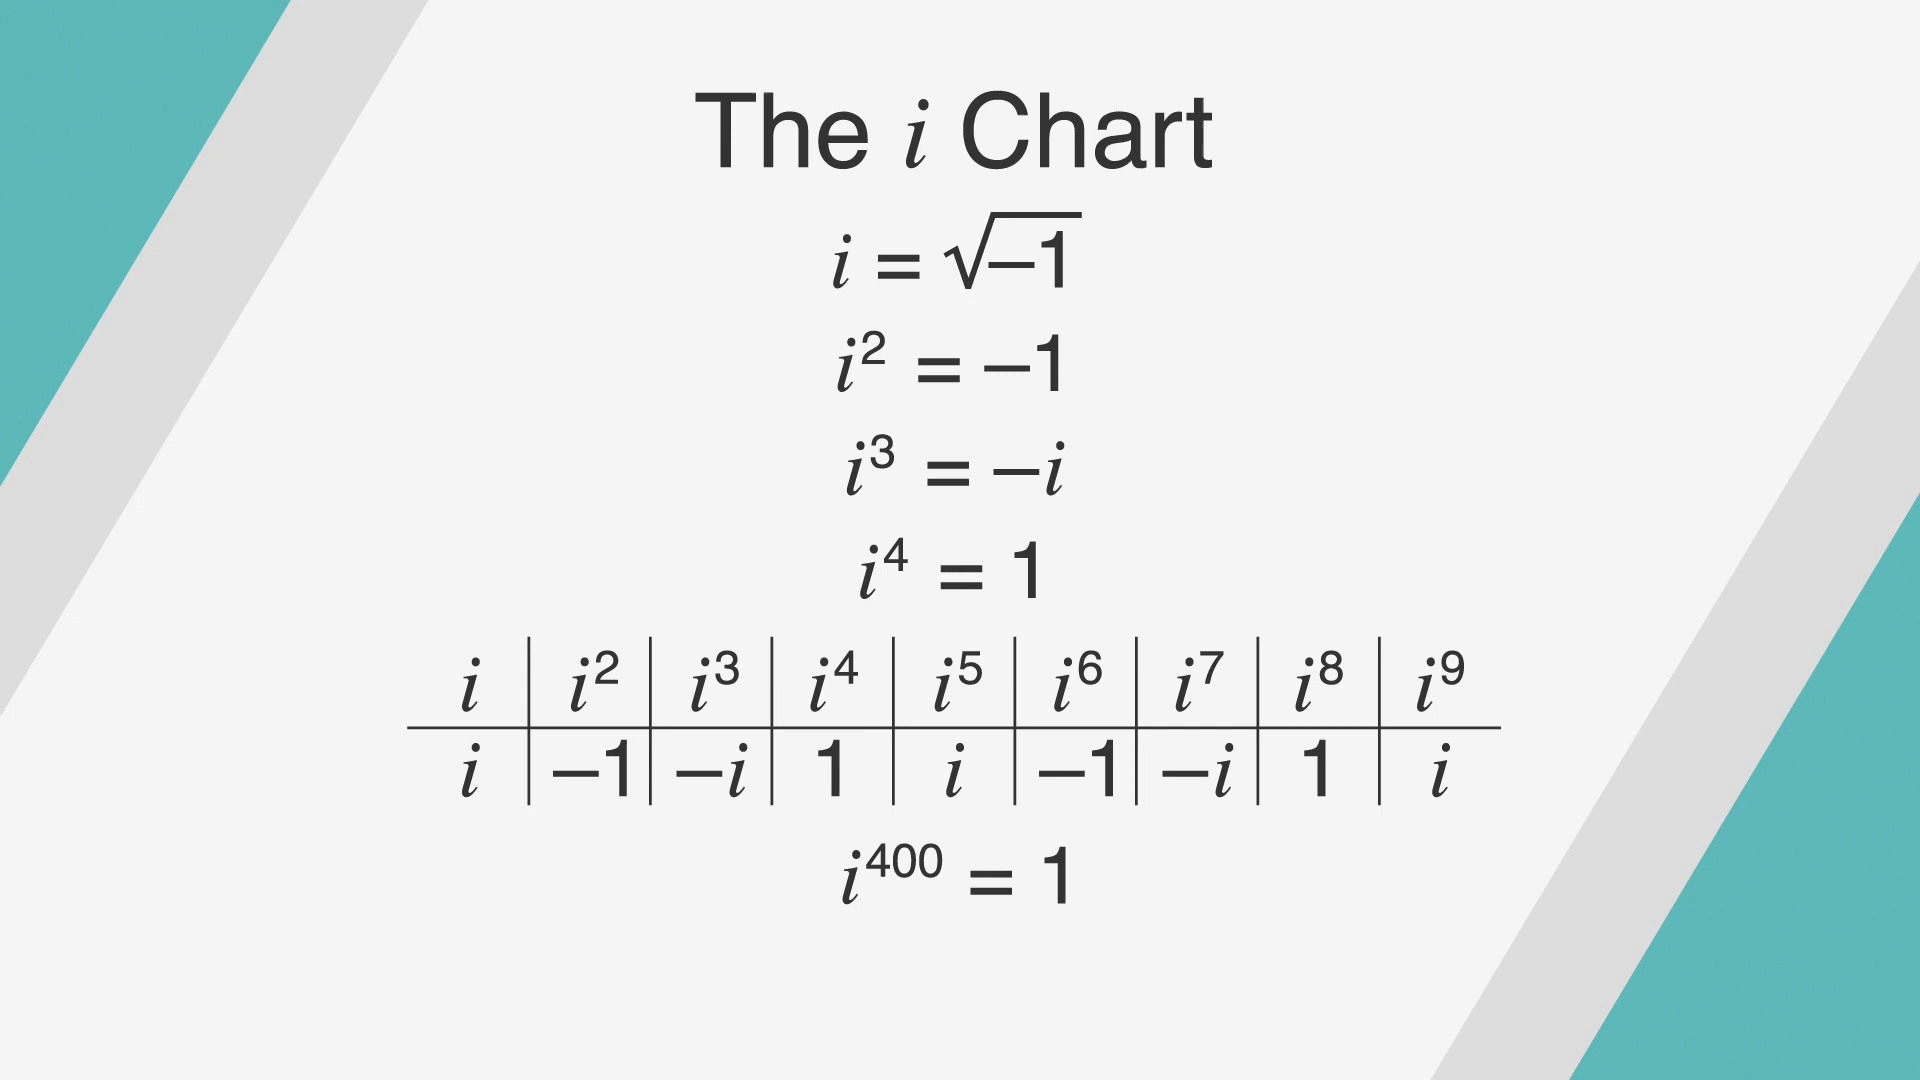 The i Chart
i = √−1
i² = −1
i³ = −i
i⁴ = 1
i i² i³ i⁴ i⁵ i⁶ i⁷ i⁸ i⁹
i −1 −i 1 i −1 −i 1 i
i⁴⁰⁰ = 1